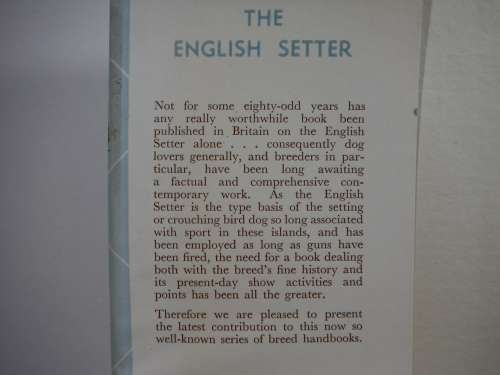 THE
ENGLISH SETTER
Not for some eighty-odd years has
any really worthwhile book been
published in Britain on the English
Setter alone . . . consequently dog
lovers generally, and breeders in par-
ticular, have been long awaiting
a factual and comprehensive con-
temporary work. As the English
Setter is the type basis of the setting
or crouching bird dog so long associated
with sport in these islands, and has
been employed as long as guns have
been fired, the need for a book dealing
both with the breed's fine history and
its present-day show activities and
points has been all the greater.
Therefore we are pleased to present
the latest contribution to this now so
well-known series of breed handbooks.